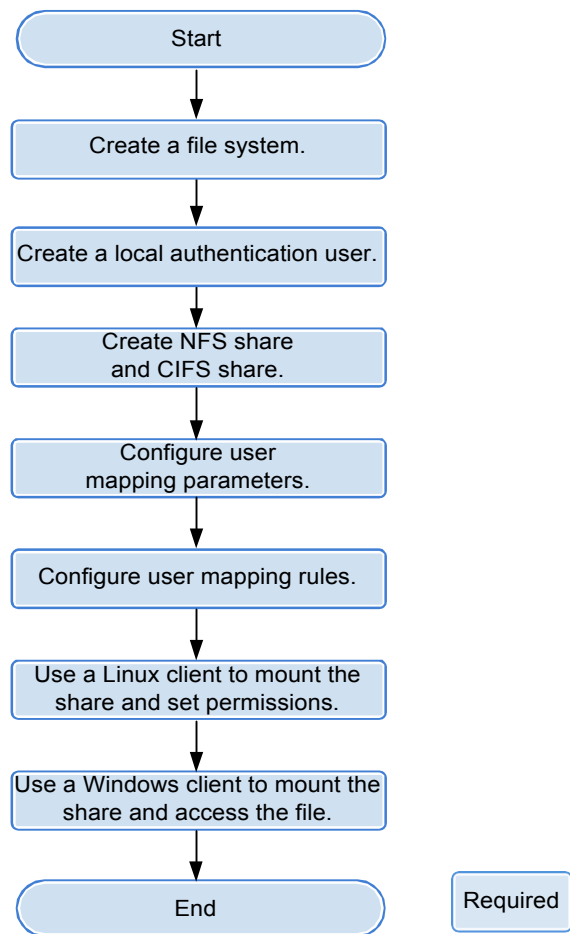 Start
Create a file system.
Create a local authentication user.
Create NFS share
and CIFS share.
Configure user
mapping parameters.
Configure user mapping rules.
Use a Linux client to mount the
share and set permissions.
Use a Windows client to mount the
share and access the file.
End
Required